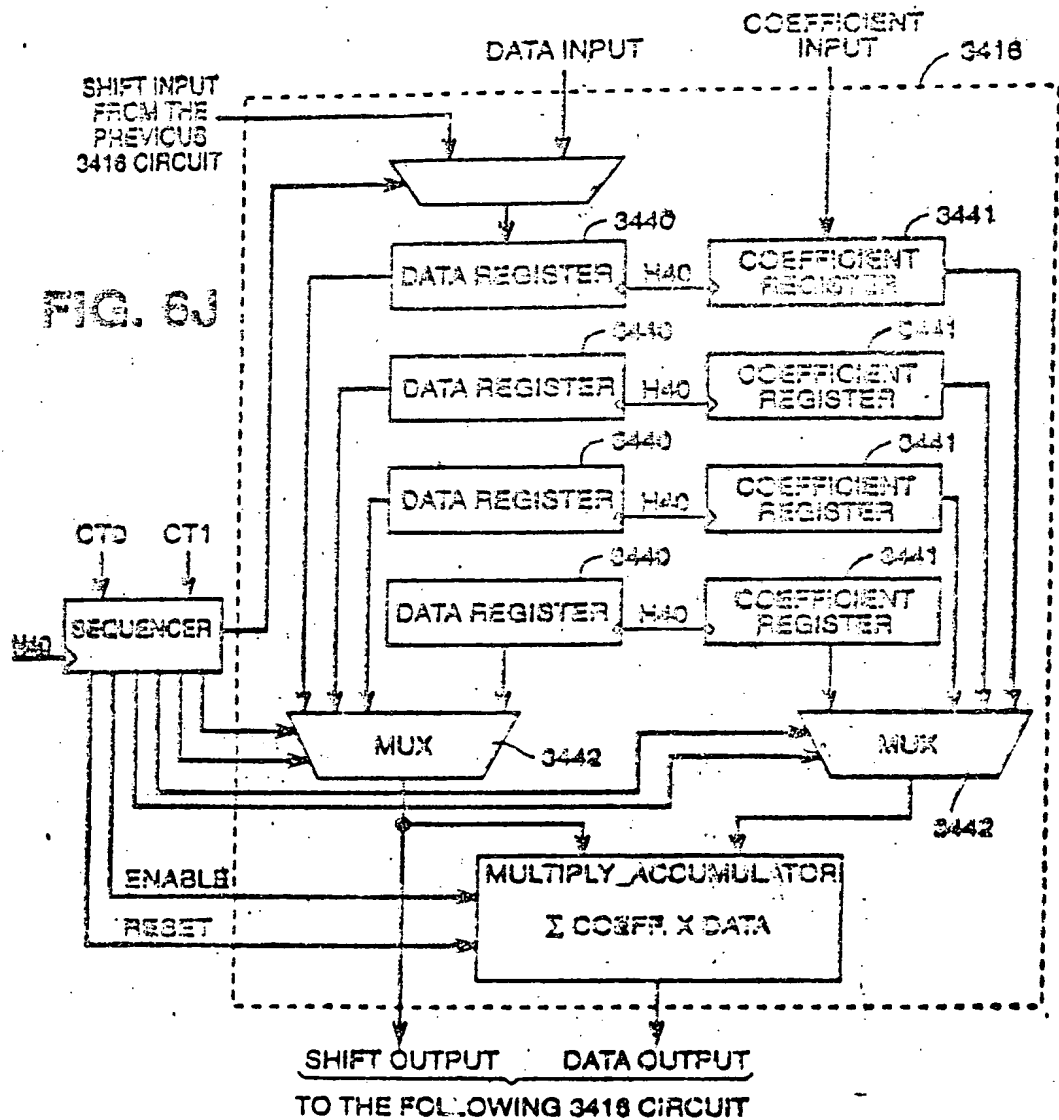 DATA INPUT
COEFFICIENT
INPUT
3416
SHIFT INPUT
FROM THE
PREVIOUS
3416 CIRCUIT
3440
3441
DATA REGISTER
H40
COEFFICIENT
REGISTER
FIG. 6J
3440
3441
DATA REGISTER
H40
COEFFICIENT
REGISTER
3440
3441
DATA REGISTER
H40
COEFFICIENT
REGISTER
CT0
CT1
3440
3441
DATA REGISTER
H40
COEFFICIENT
REGISTER
H40
SEQUENCER
MUX
3442
MUX
3442
ENABLE
RESET
MULTIPLY_ACCUMULATOR
Σ COEFF. X DATA
SHIFT OUTPUT
DATA OUTPUT
TO THE FOLLOWING 3416 CIRCUIT